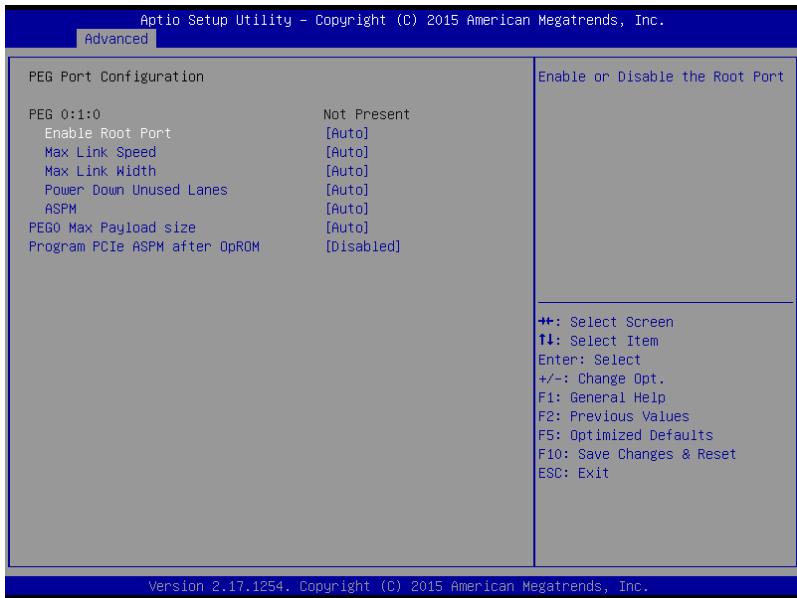 Aptio Setup Utility – Copyright (C) 2015 American Megatrends, Inc.
Advanced
PEG Port Configuration
PEG 0:1:0 Not Present
Enable Root Port [Auto]
Max Link Speed [Auto]
Max Link Width [Auto]
Power Down Unused Lanes [Auto]
ASPM [Auto]
PEG0 Max Payload size [Auto]
Program PCIe ASPM after OpROM [Disabled]
Enable or Disable the Root Port
→←: Select Screen
↑↓: Select Item
Enter: Select
+/-: Change Opt.
F1: General Help
F2: Previous Values
F5: Optimized Defaults
F10: Save Changes & Reset
ESC: Exit
Version 2.17.1254. Copyright (C) 2015 American Megatrends, Inc.